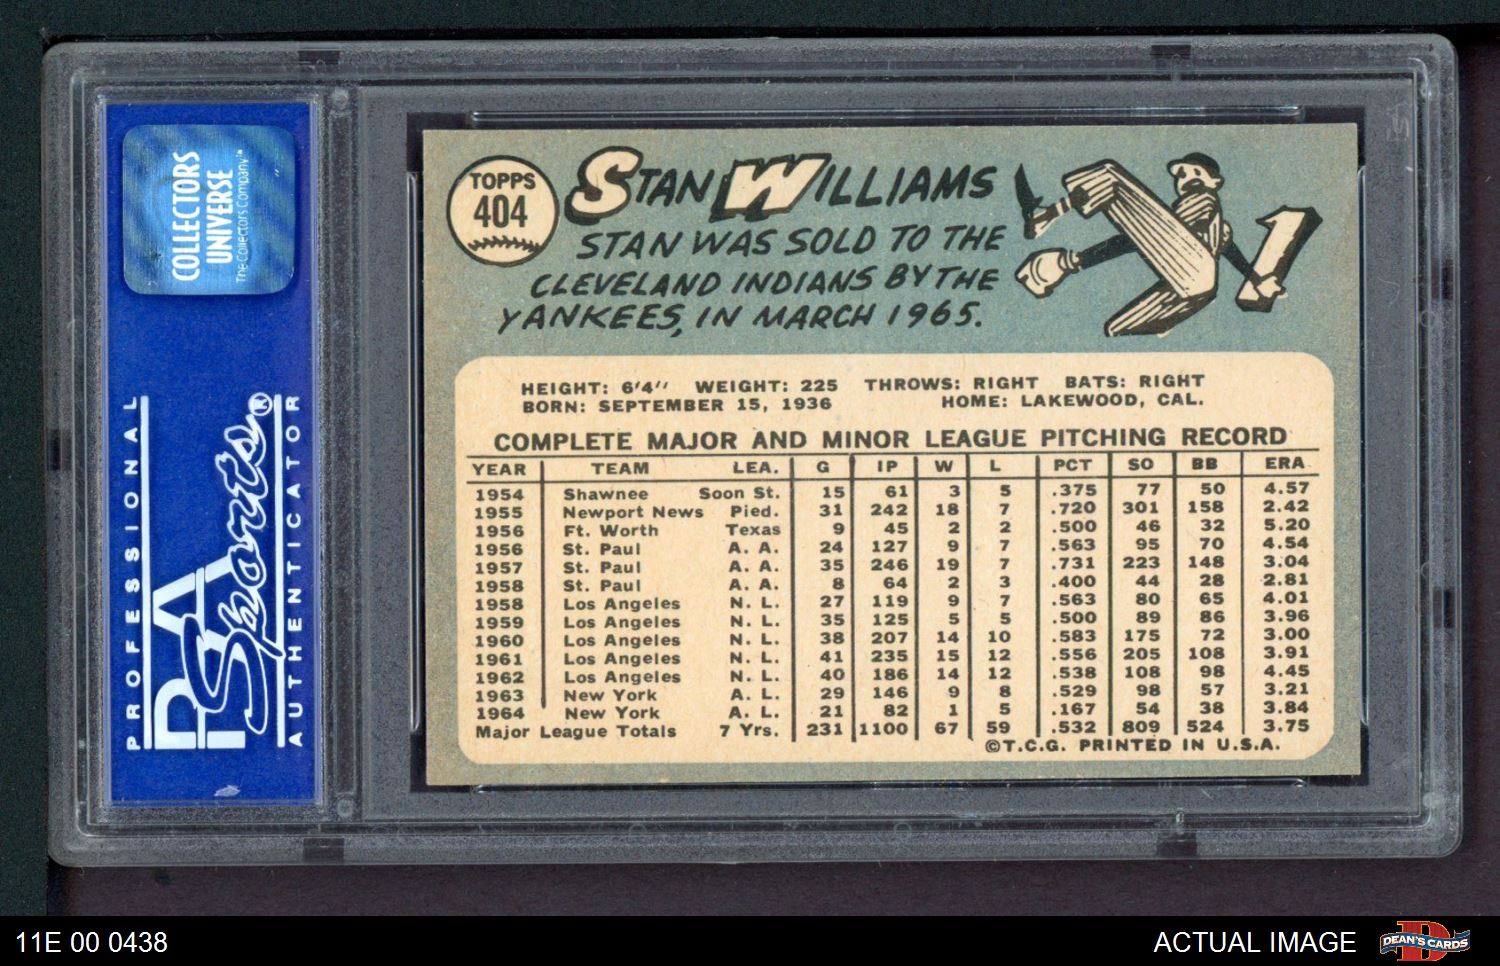 COLLECTORS
UNIVERSE
The Collectors Company™
PROFESSIONAL
PSA
Sports®
AUTHENTICATOR
TOPPS
404
STAN WILLIAMS
STAN WAS SOLD TO THE
CLEVELAND INDIANS BY THE
YANKEES, IN MARCH 1965.
1
HEIGHT: 6'4'' WEIGHT: 225 THROWS: RIGHT BATS: RIGHT
BORN: SEPTEMBER 15, 1936 HOME: LAKEWOOD, CAL.
COMPLETE MAJOR AND MINOR LEAGUE PITCHING RECORD
YEAR TEAM LEA. G IP W L PCT SO BB ERA
1954 Shawnee Soon St. 15 61 3 5 .375 77 50 4.57
1955 Newport News Pied. 31 242 18 7 .720 301 158 2.42
1956 Ft. Worth Texas 9 45 2 2 .500 46 32 5.20
1956 St. Paul A. A. 24 127 9 7 .563 95 70 4.54
1957 St. Paul A. A. 35 246 19 7 .731 223 148 3.04
1958 St. Paul A. A. 8 64 2 3 .400 44 28 2.81
1958 Los Angeles N. L. 27 119 9 7 .563 80 65 4.01
1959 Los Angeles N. L. 35 125 5 5 .500 89 86 3.96
1960 Los Angeles N. L. 38 207 14 10 .583 175 72 3.00
1961 Los Angeles N. L. 41 235 15 12 .556 205 108 3.91
1962 Los Angeles N. L. 40 186 14 12 .538 108 98 4.45
1963 New York A. L. 29 146 9 8 .529 98 57 3.21
1964 New York A. L. 21 82 1 5 .167 54 38 3.84
Major League Totals 7 Yrs. 231 1100 67 59 .532 809 524 3.75
©T.C.G. PRINTED IN U.S.A.
11E 00 0438
ACTUAL IMAGE
DEAN'S CARDS